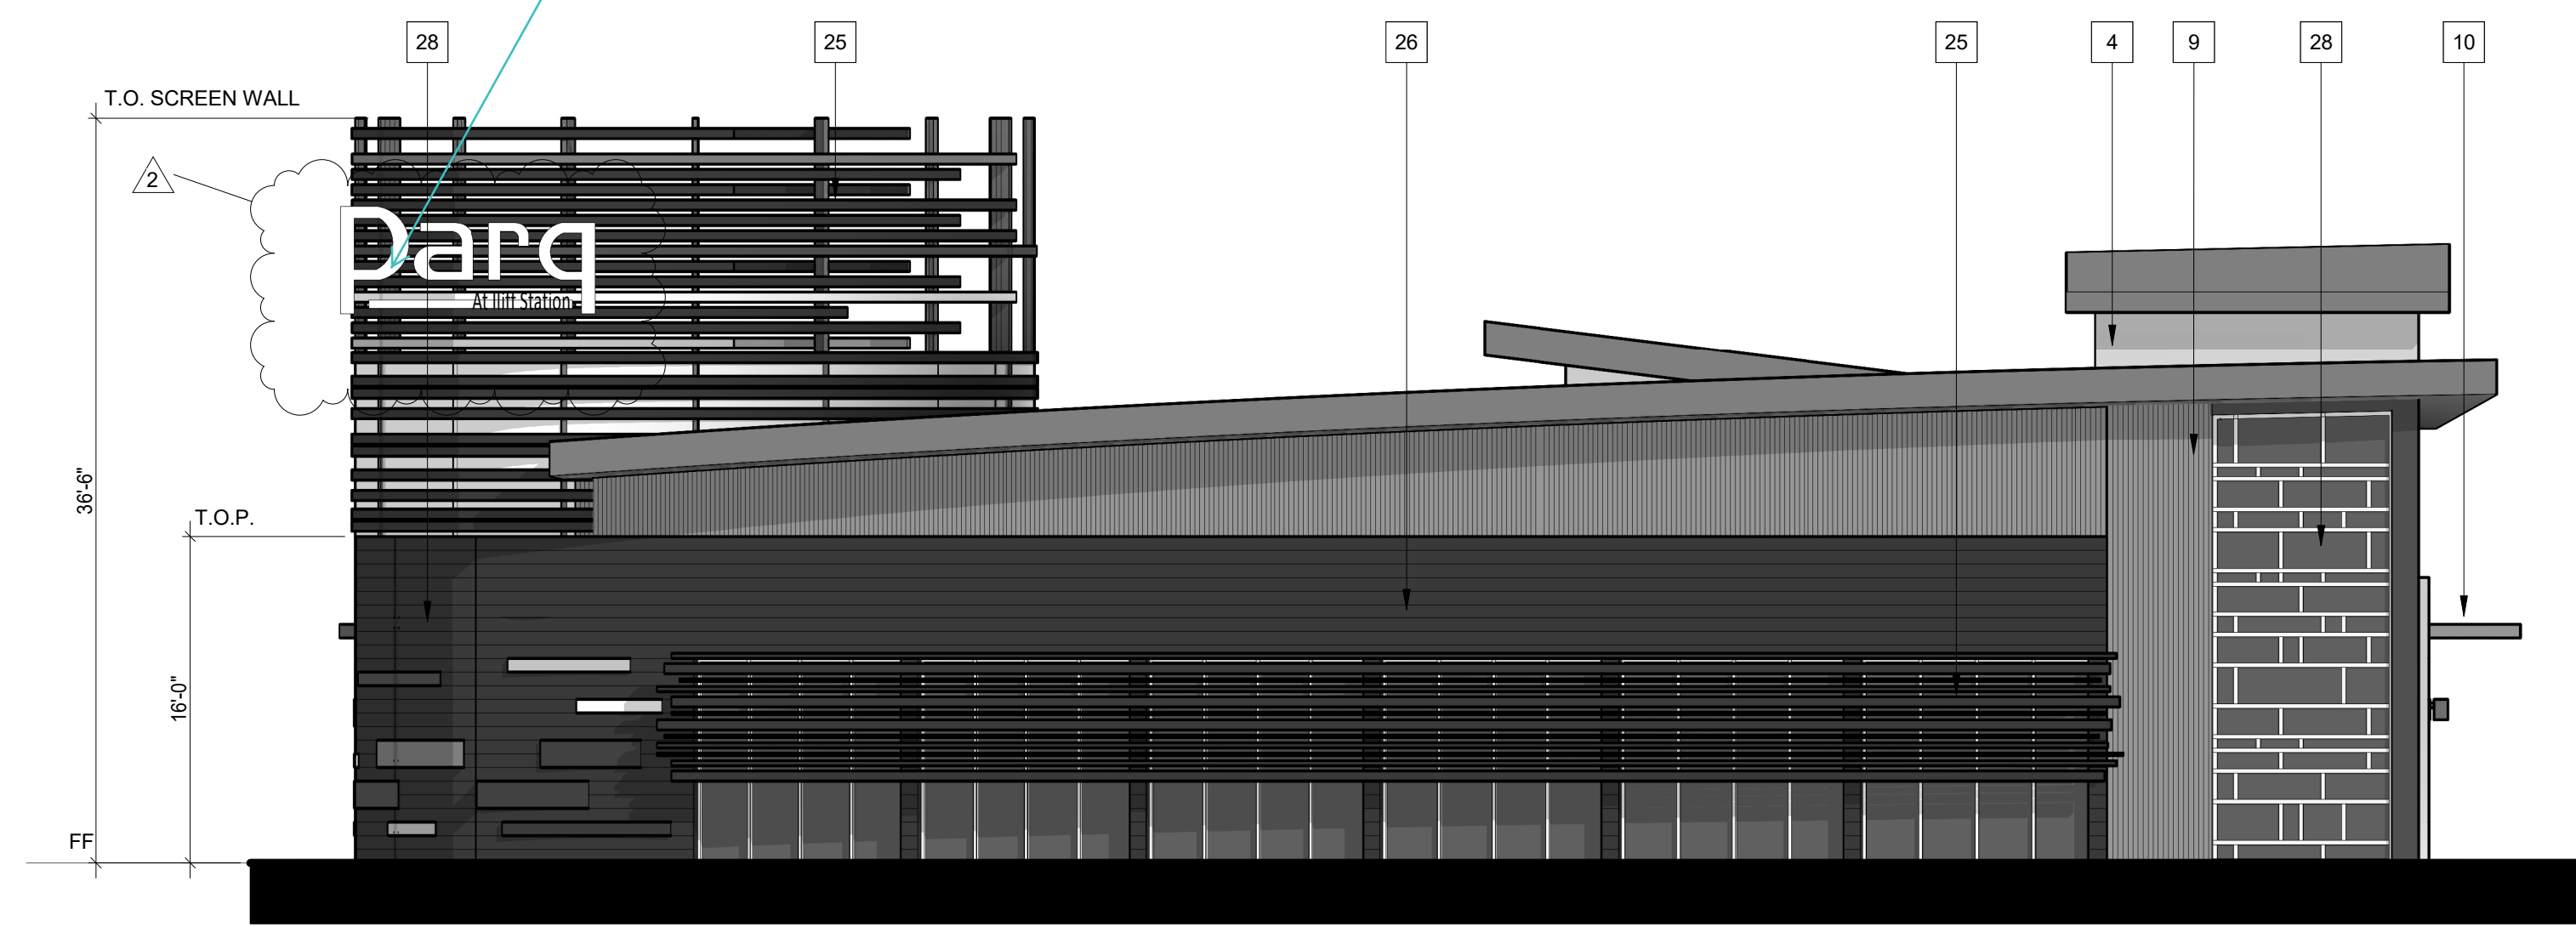 28 25 26 25 4 9 28 10
T.O. SCREEN WALL
2
Parq
At Iliff Station
36'-6"
T.O.P.
16'-0"
FF